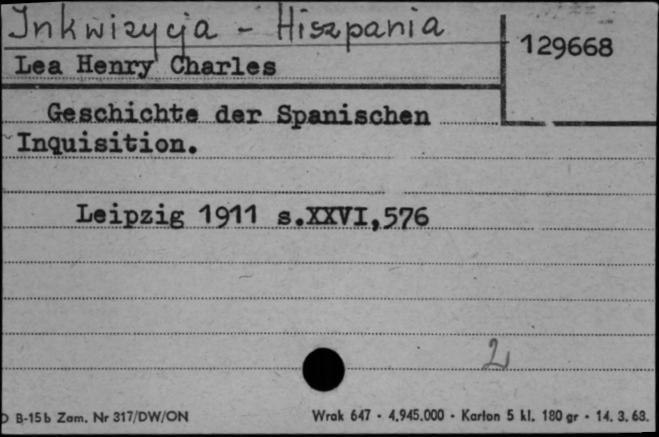 Inkwizycja - Hiszpania
129668
Lea Henry Charles
Geschichte der Spanischen
Inquisition.
Leipzig 1911 s.XXVI,576
2
B-15b Zam. Nr 317/DW/ON
Wrak 647 - 4.945.000 - Karton 5 kl. 180 gr - 14. 3. 63.